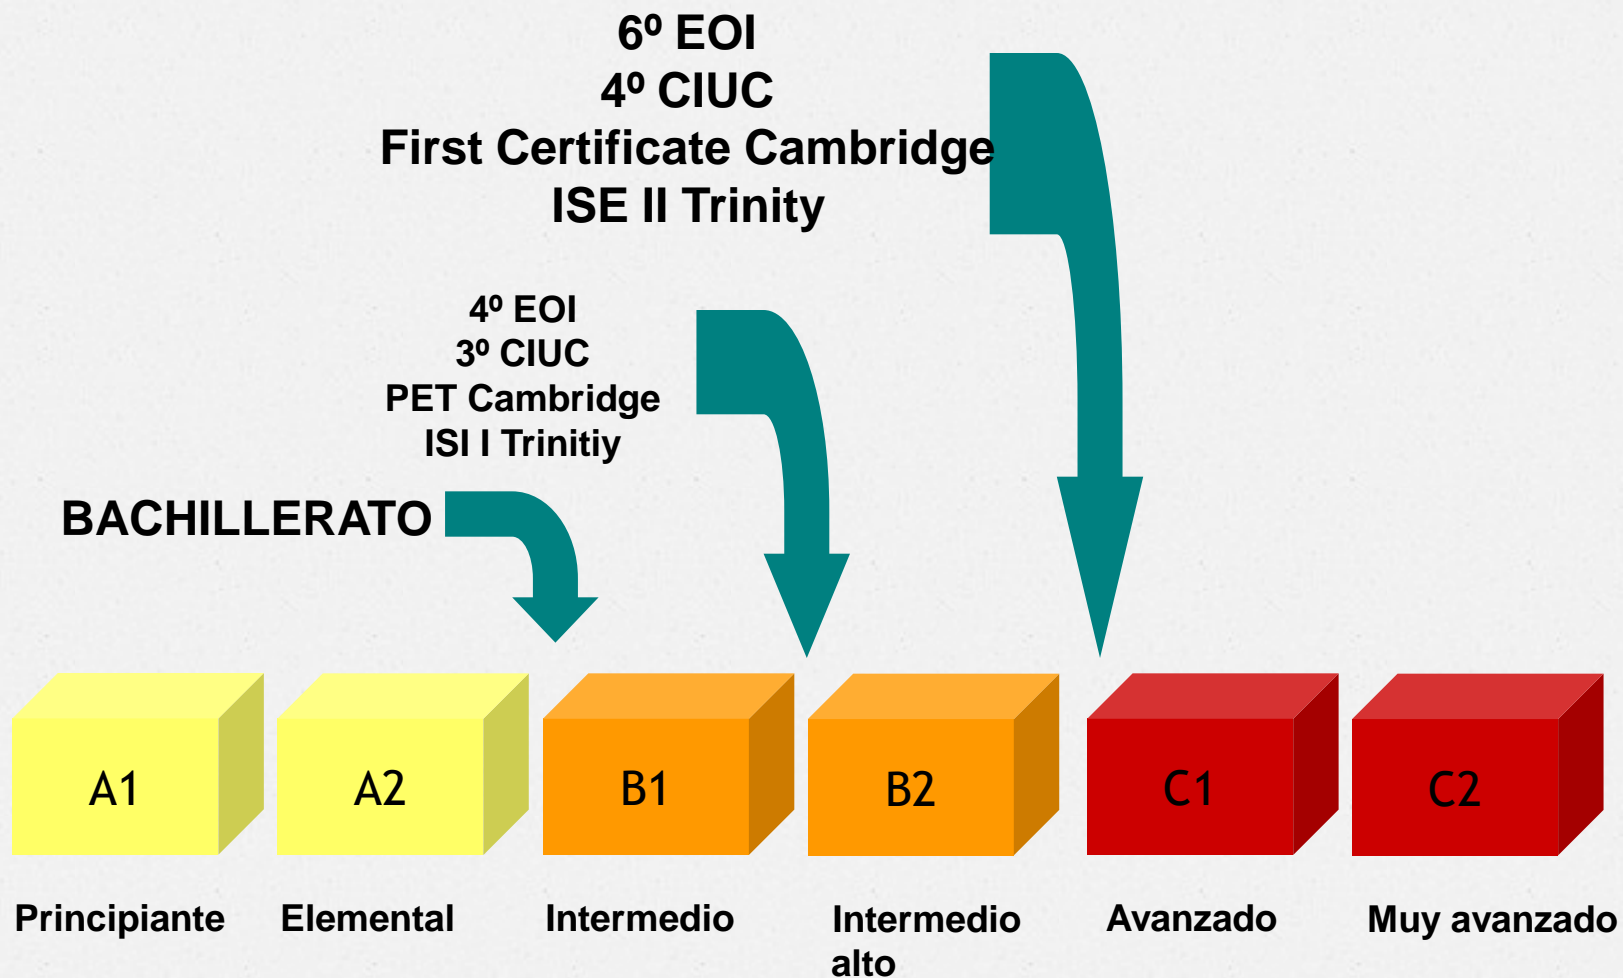 6º EOI
4º CIUC
First Certificate Cambridge
ISE II Trinity
4º EOI
3º CIUC
PET Cambridge
ISI I Trinitiy
BACHILLERATO
A1
A2
B1
B2
C1
C2
Principiante
Elemental
Intermedio
Intermedio
alto
Avanzado
Muy avanzado